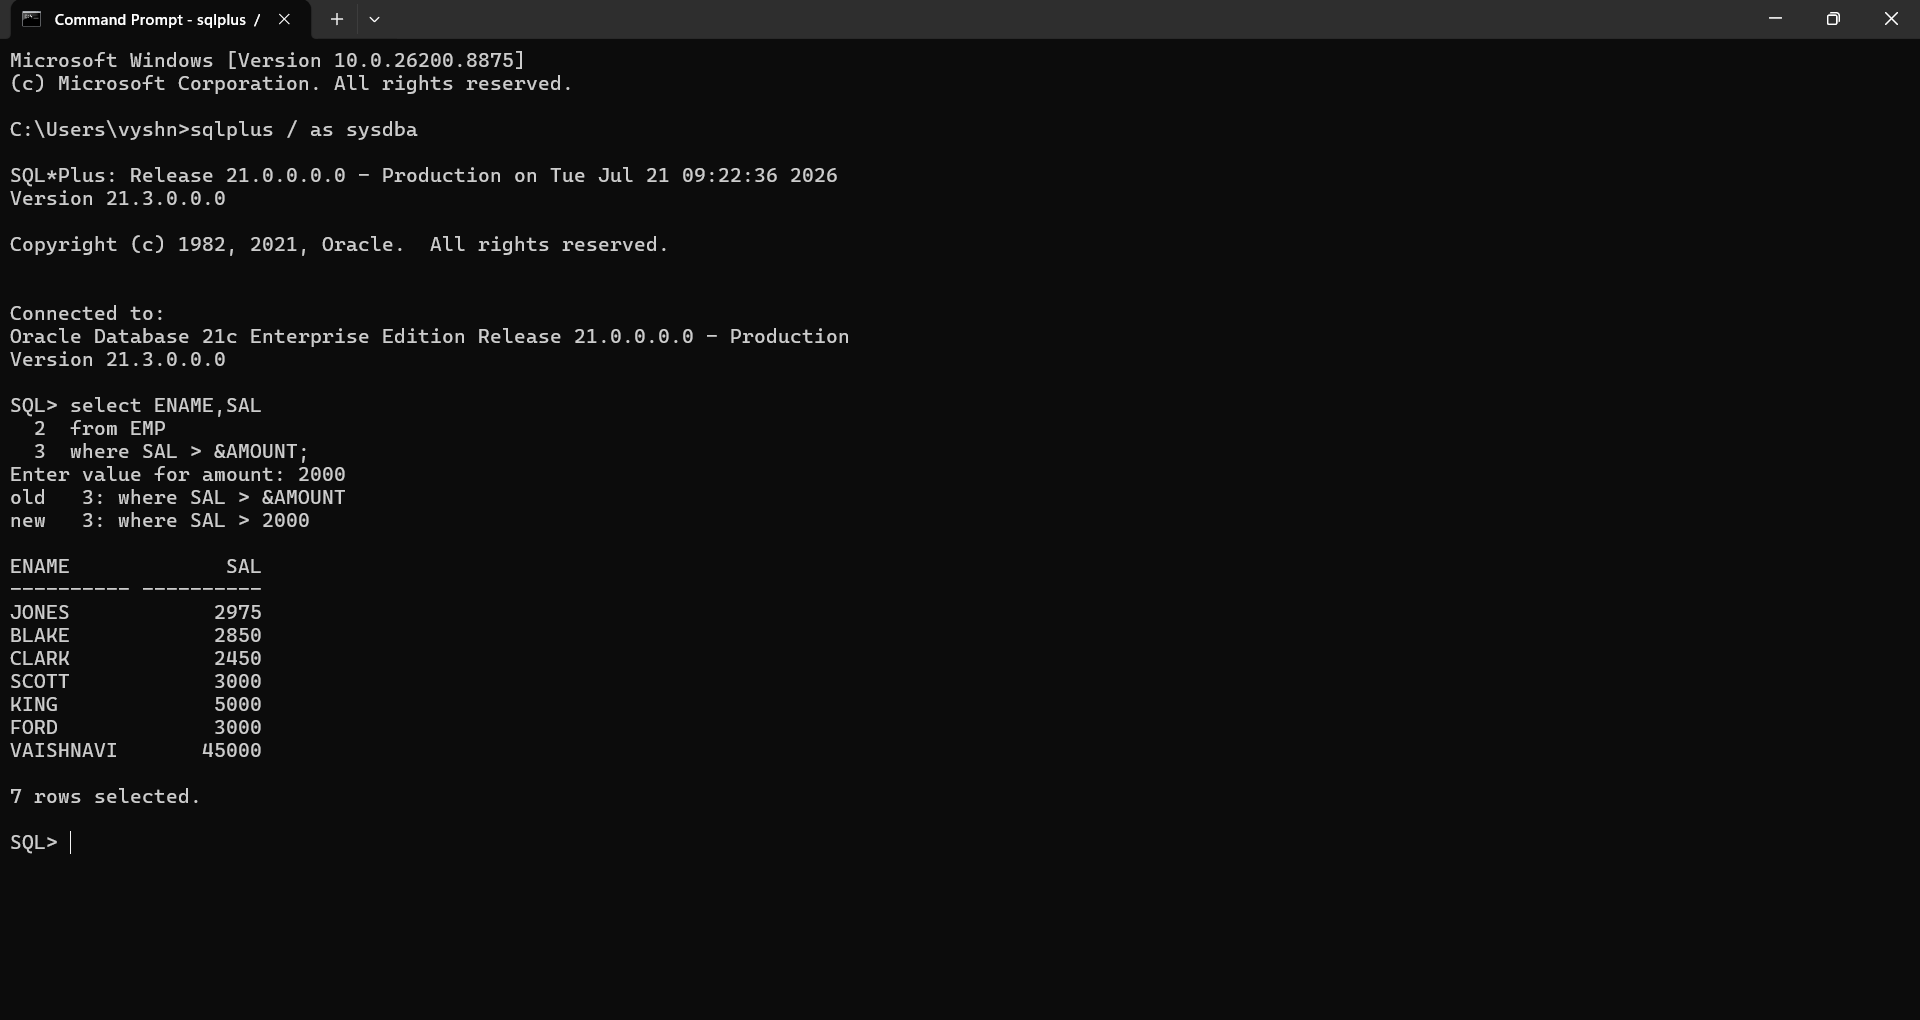 Command Prompt - sqlplus /
Microsoft Windows [Version 10.0.26200.8875]
(c) Microsoft Corporation. All rights reserved.
C:\Users\vyshn>sqlplus / as sysdba
SQL*Plus: Release 21.0.0.0.0 - Production on Tue Jul 21 09:22:36 2026
Version 21.3.0.0.0
Copyright (c) 1982, 2021, Oracle.  All rights reserved.
Connected to:
Oracle Database 21c Enterprise Edition Release 21.0.0.0.0 - Production
Version 21.3.0.0.0
SQL> select ENAME,SAL
  2  from EMP
  3  where SAL > &AMOUNT;
Enter value for amount: 2000
old   3: where SAL > &AMOUNT
new   3: where SAL > 2000
ENAME             SAL
---------- ----------
JONES            2975
BLAKE            2850
CLARK            2450
SCOTT            3000
KING             5000
FORD             3000
VAISHNAVI       45000
7 rows selected.
SQL>